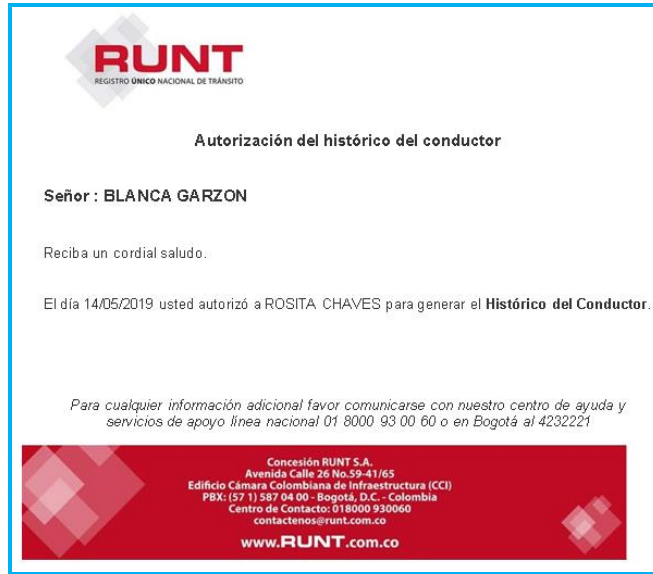 RUNT
REGISTRO ÚNICO NACIONAL DE TRÁNSITO
Autorización del histórico del conductor
Señor : BLANCA GARZON
Reciba un cordial saludo.
El día 14/05/2019 usted autorizó a ROSITA CHAVES para generar el Histórico del Conductor.
Para cualquier información adicional favor comunicarse con nuestro centro de ayuda y
servicios de apoyo línea nacional 01 8000 93 00 60 o en Bogotá al 4232221
Concesión RUNT S.A.
Avenida Calle 26 No.59-41/65
Edificio Cámara Colombiana de Infraestructura (CCI)
PBX: (57 1) 587 04 00 - Bogotá, D.C. - Colombia
Centro de Contacto: 018000 930060
contactenos@runt.com.co
www.RUNT.com.co